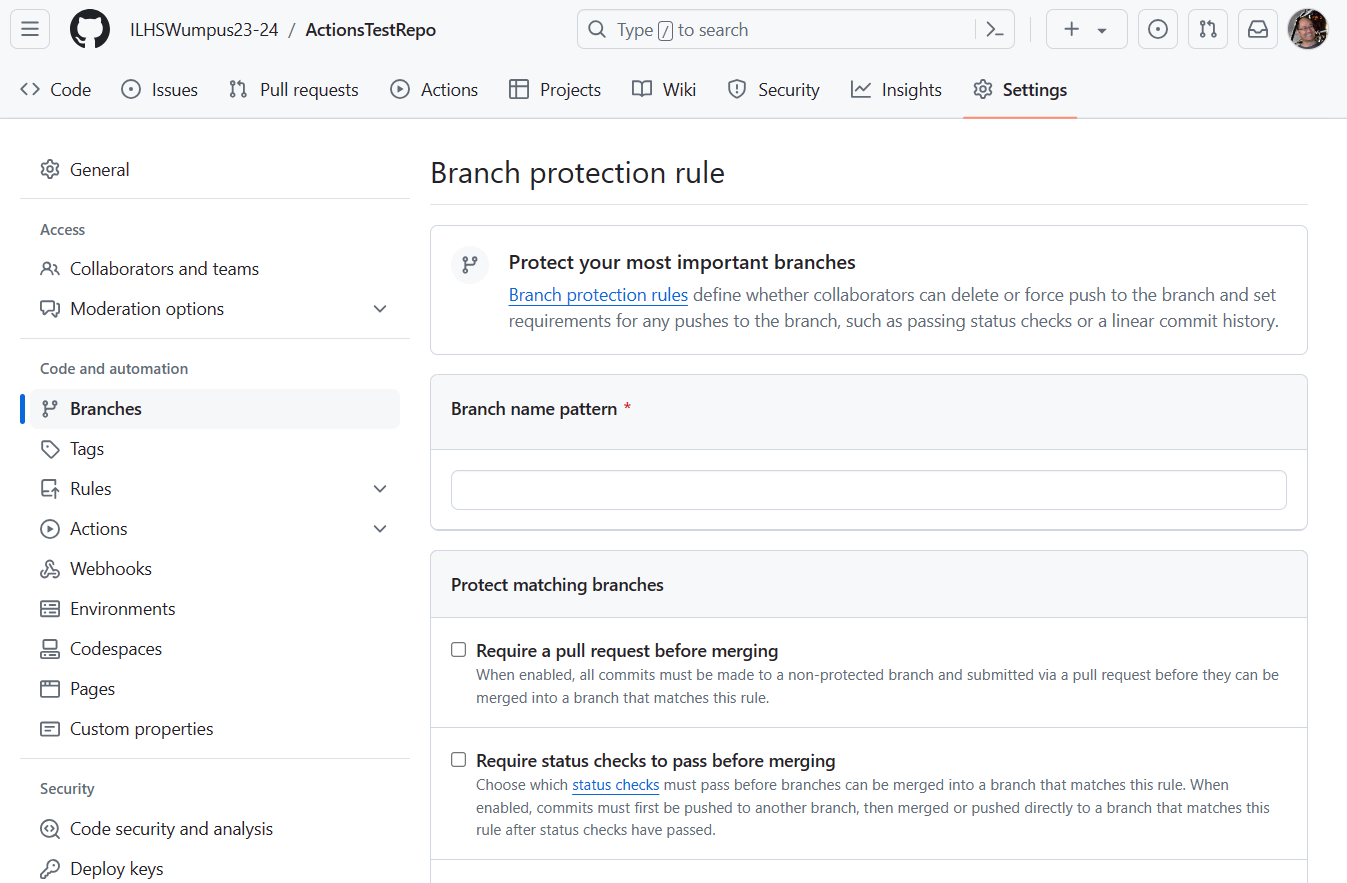 ILHSWumpus23-24 / ActionsTestRepo
Type / to search
Code
Issues
Pull requests
Actions
Projects
Wiki
Security
Insights
Settings
General
Access
Collaborators and teams
Moderation options
Code and automation
Branches
Tags
Rules
Actions
Webhooks
Environments
Codespaces
Pages
Custom properties
Security
Code security and analysis
Deploy keys
Branch protection rule
Protect your most important branches
Branch protection rules define whether collaborators can delete or force push to the branch and set
requirements for any pushes to the branch, such as passing status checks or a linear commit history.
Branch name pattern *
Protect matching branches
Require a pull request before merging
When enabled, all commits must be made to a non-protected branch and submitted via a pull request before they can be
merged into a branch that matches this rule.
Require status checks to pass before merging
Choose which status checks must pass before branches can be merged into a branch that matches this rule. When
enabled, commits must first be pushed to another branch, then merged or pushed directly to a branch that matches this
rule after status checks have passed.